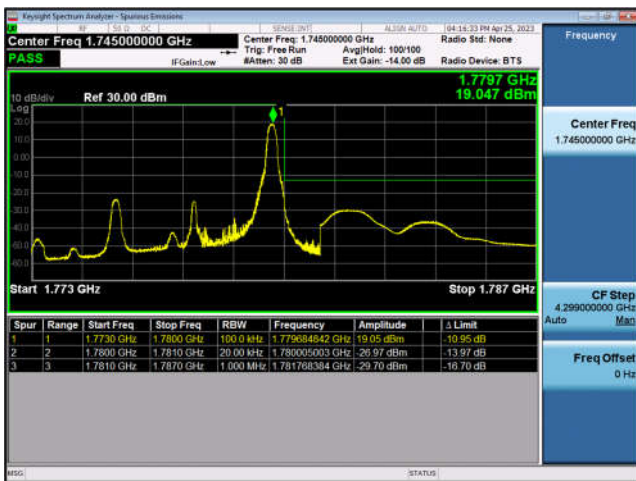 Keysight Spectrum Analyzer - Spurious Emissions
RF 50 Ω DC SENSE:INT ALIGN AUTO 04:16:33 PM Apr 25, 2023
Center Freq 1.745000000 GHz Center Freq: 1.745000000 GHz Radio Std: None
Trig: Free Run Avg|Hold: 100/100
PASS IFGain:Low #Atten: 30 dB Ext Gain: -14.00 dB Radio Device: BTS
1.7797 GHz
19.047 dBm
10 dB/div Ref 30.00 dBm
Log
1
20.0
10.0
0.00
-10.0
-20.0
-30.0
-40.0
-50.0
-60.0
Start 1.773 GHz Stop 1.787 GHz
Spur Range Start Freq Stop Freq RBW Frequency Amplitude Δ Limit
1 1 1.7730 GHz 1.7800 GHz 100.0 kHz 1.779684842 GHz 19.05 dBm -10.95 dB
2 2 1.7800 GHz 1.7810 GHz 20.00 kHz 1.780005003 GHz -26.97 dBm -13.97 dB
3 3 1.7810 GHz 1.7870 GHz 1.000 MHz 1.781768384 GHz -29.70 dBm -16.70 dB
MSG STATUS
Frequency
Center Freq
1.745000000 GHz
CF Step
4.299000000 GHz
Auto Man
Freq Offset
0 Hz